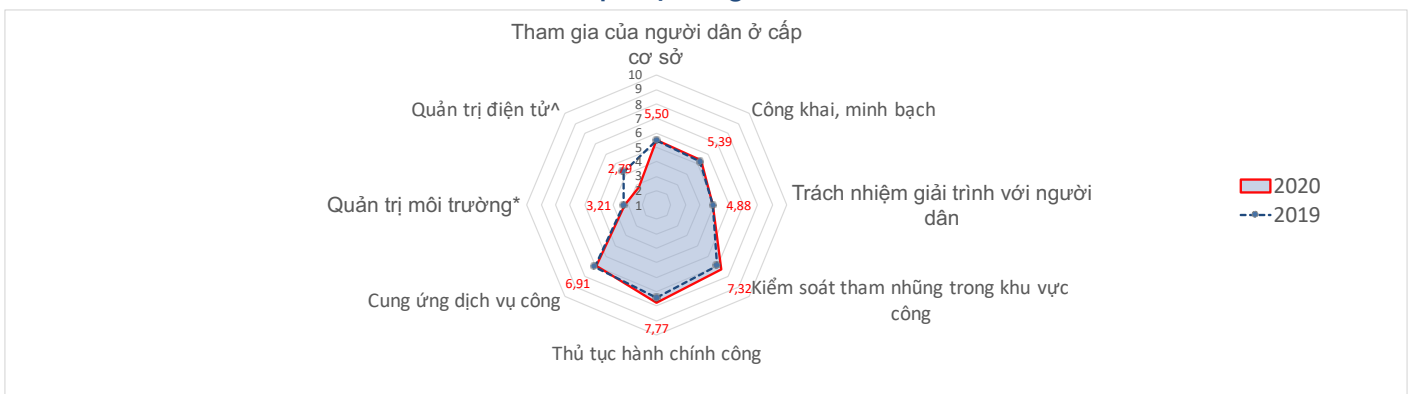 Tham gia của người dân ở cấp
cơ sở
10
9
8
7
6
5
4
3
2
1
5,50
Quản trị điện tử^
Công khai, minh bạch
5,39
2,79
Quản trị môi trường*
3,21
4,88
Trách nhiệm giải trình với người
dân
2020
2019
Cung ứng dịch vụ công
6,91
7,32
Kiểm soát tham nhũng trong khu vực
công
7,77
Thủ tục hành chính công